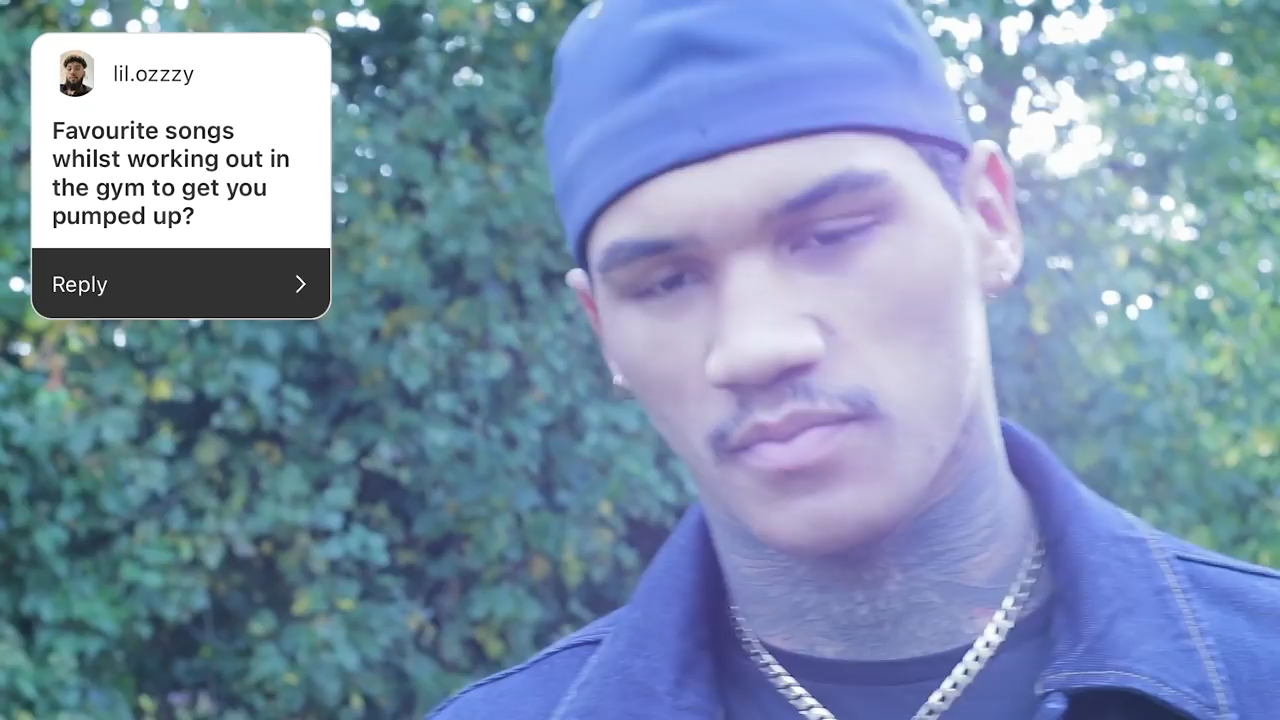 lil.ozzzy
Favourite songs
whilst working out in
the gym to get you
pumped up?
Reply